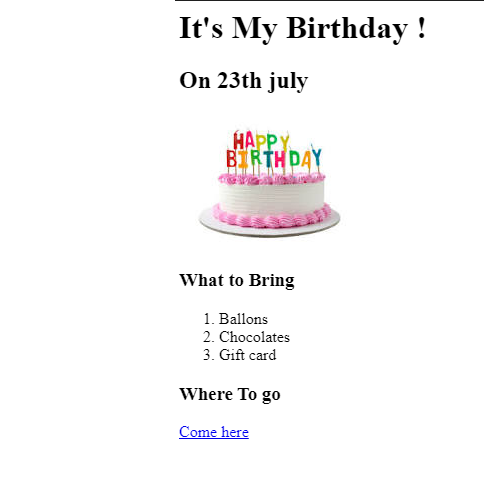 It's My Birthday !
On 23th july
HAPPY
BIRTHDAY
What to Bring
1. Ballons
2. Chocolates
3. Gift card
Where To go
Come here